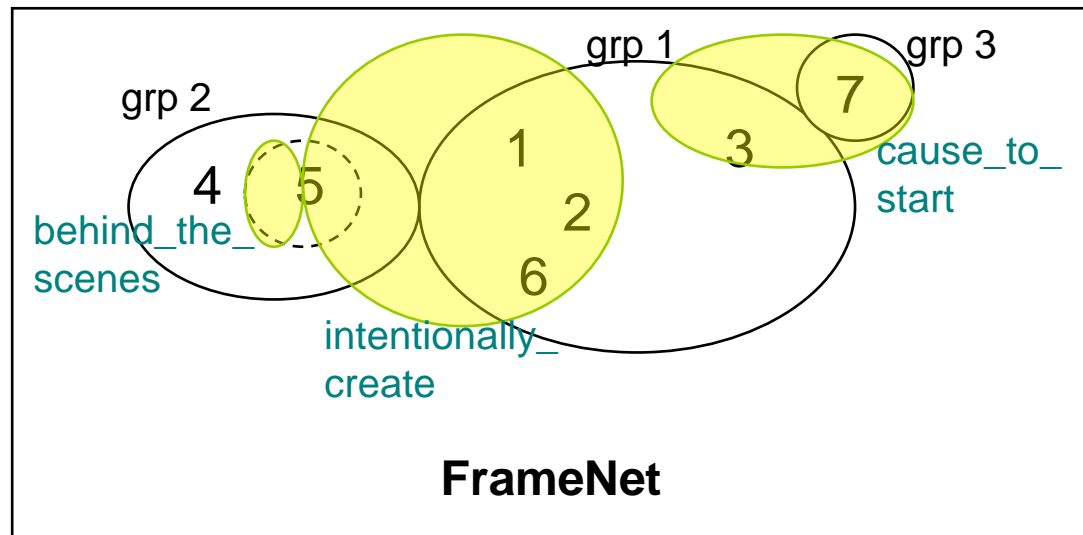 grp 1
grp 3
grp 2
7
1
3
4
5
cause_to_
start
2
behind_the_
scenes
6
intentionally_
create
FrameNet